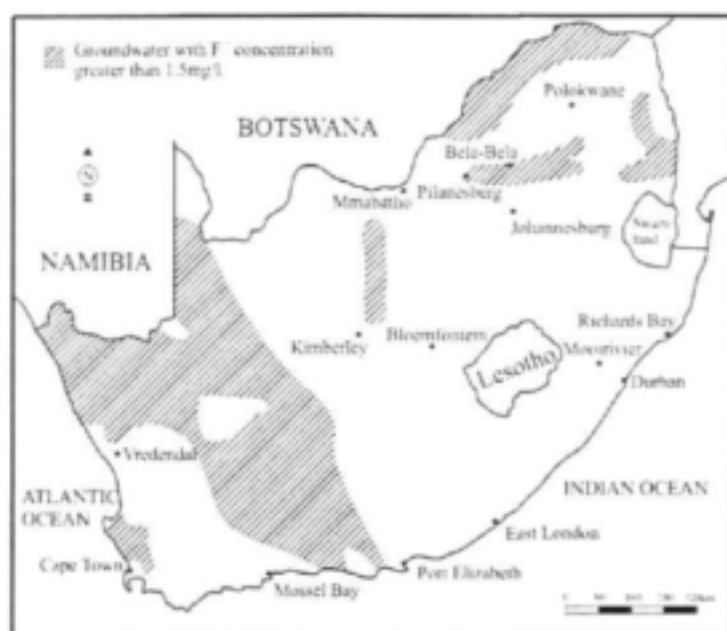 Groundwater with F⁻ concentration
greater than 1.5mg/l
BOTSWANA
NAMIBIA
Polokwane
Bela-Bela
Pilanesberg
Mmabatho
Johannesburg
Kimberley
Bloemfontein
Lesotho
Richards Bay
Mooirivier
Durban
Vredendal
ATLANTIC
OCEAN
INDIAN OCEAN
East London
Cape Town
Mossel Bay
Port Elizabeth
0